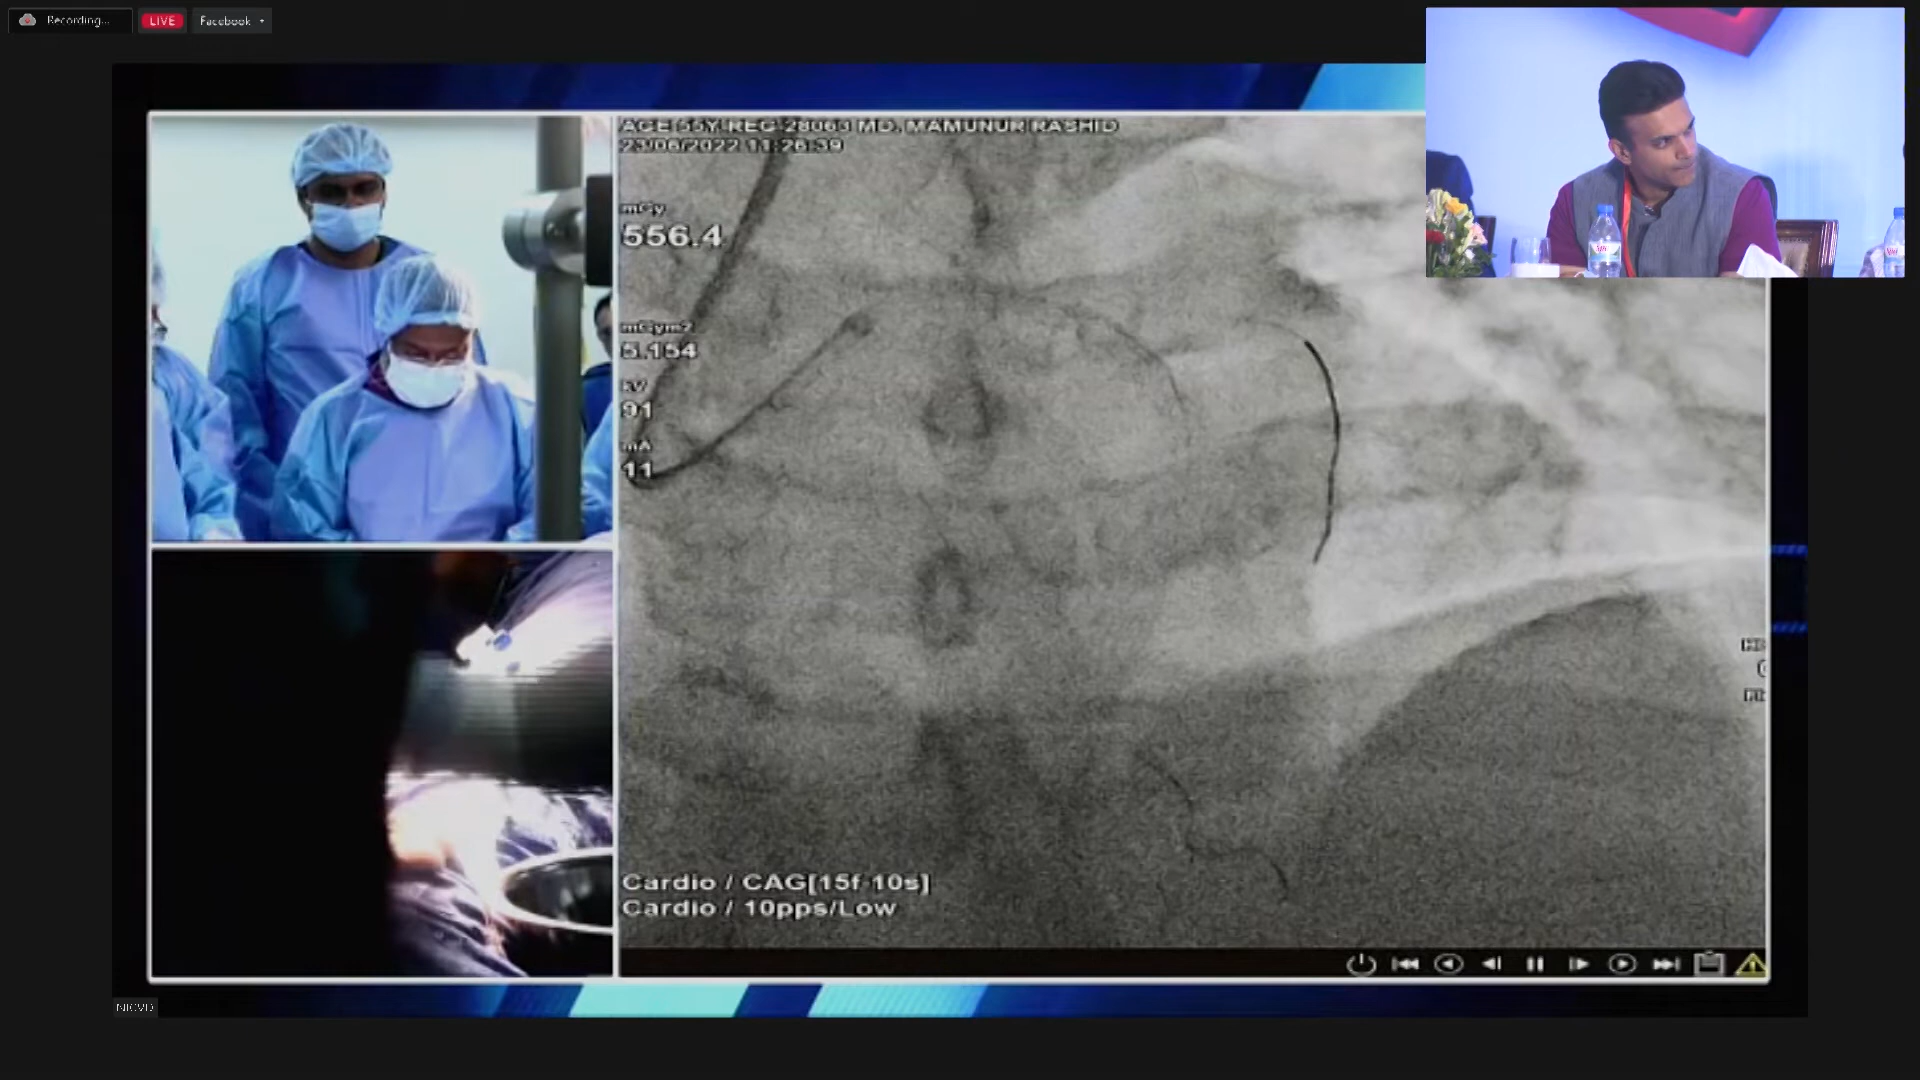 Recording...
LIVE
Facebook
AGE 55Y REG-28063 MD. MAMUNUR RASHID
23/06/2022 11:26:39
mGy
556.4
mGym2
5.154
kV
91
mA
11
Cardio / CAG[15f-10s]
Cardio / 10pps/Low
NICVD